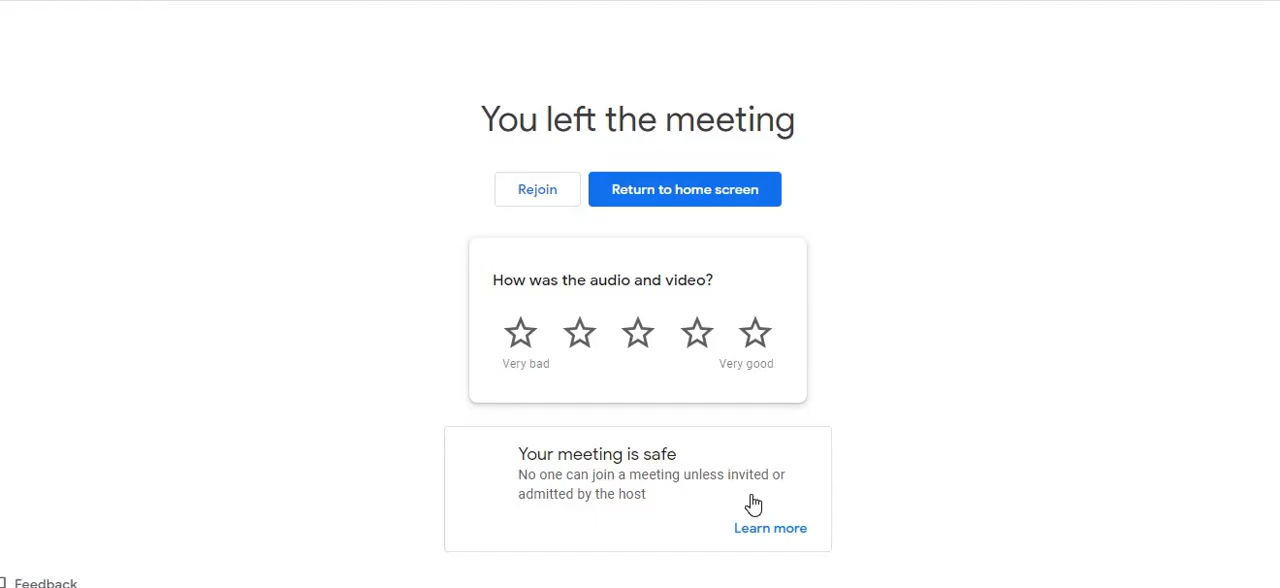 You left the meeting
Rejoin
Return to home screen
How was the audio and video?
Very bad
Very good
Your meeting is safe
No one can join a meeting unless invited or
admitted by the host
Learn more
Feedback